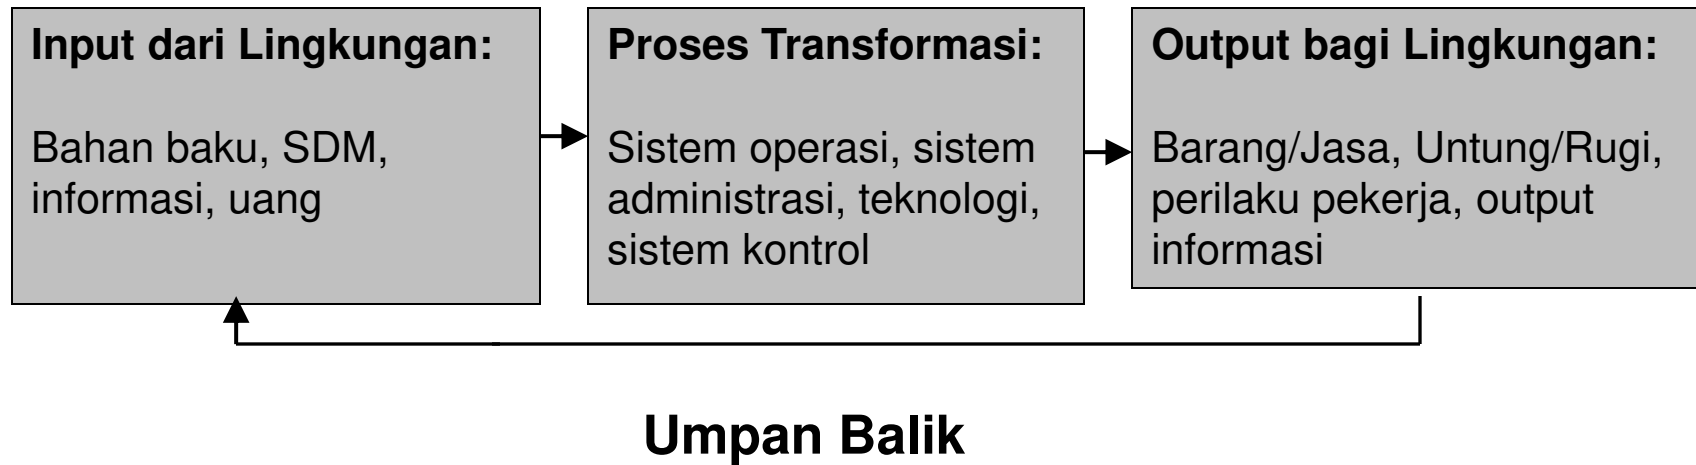 Input dari Lingkungan:
Bahan baku, SDM,
informasi, uang
Proses Transformasi:
Sistem operasi, sistem
administrasi, teknologi,
sistem kontrol
Output bagi Lingkungan:
Barang/Jasa, Untung/Rugi,
perilaku pekerja, output
informasi
Umpan Balik